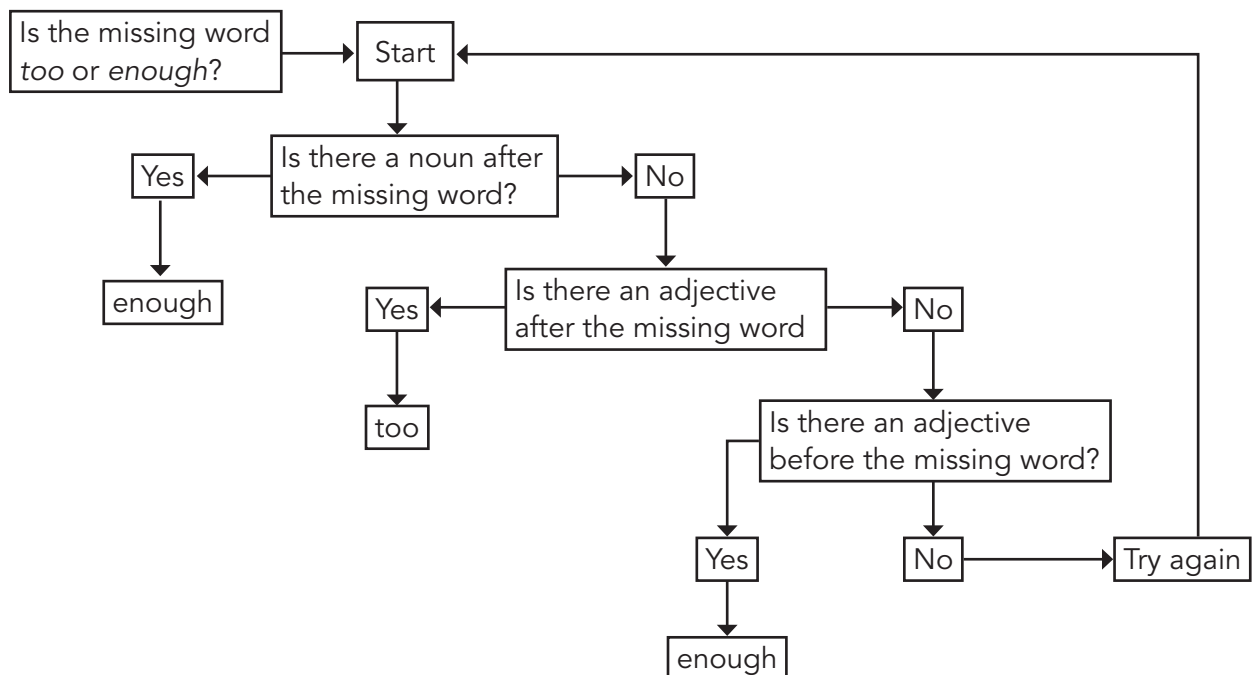 Is the missing word
too or enough?
Start
Is there a noun after
the missing word?
Yes
No
enough
Is there an adjective
after the missing word
Yes
No
too
Is there an adjective
before the missing word?
Yes
No
Try again
enough